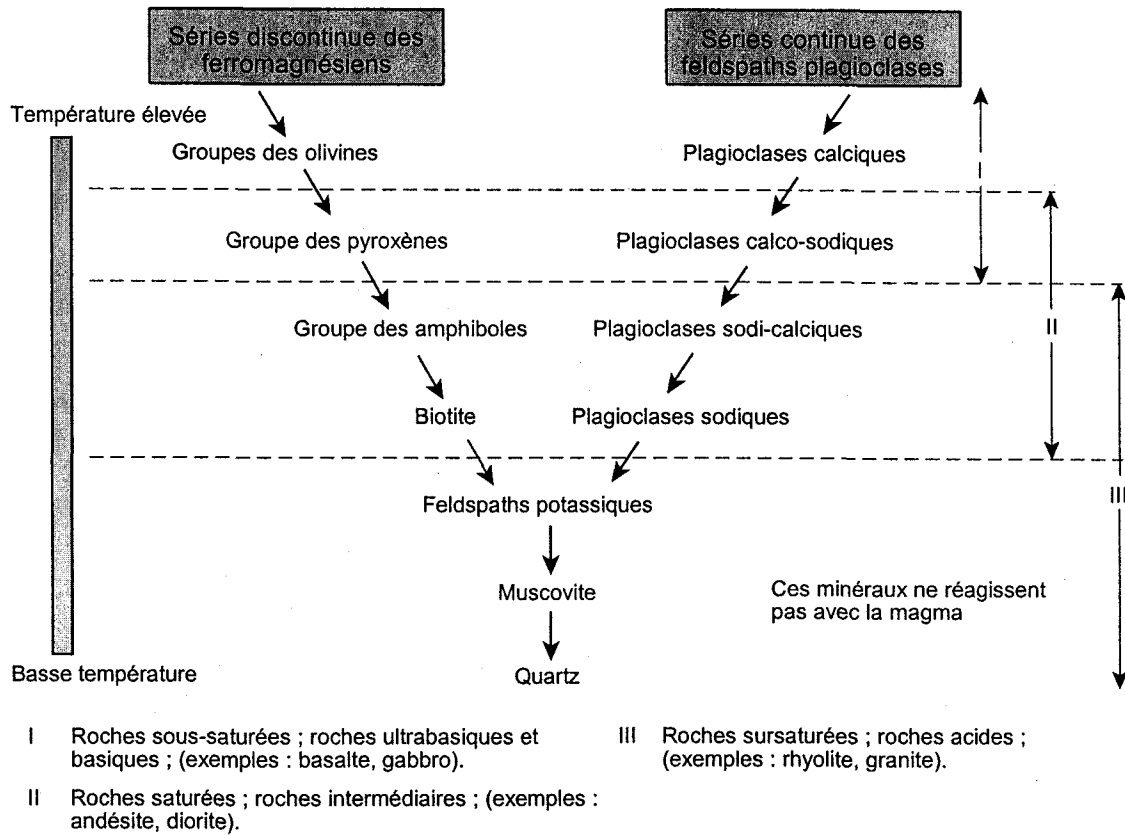 Séries discontinue des
ferromagnésiens
Séries continue des
feldspaths plagioclases
Température élevée
Groupes des olivines
Plagioclases calciques
Groupe des pyroxènes
Plagioclases calco-sodiques
Groupe des amphiboles
Plagioclases sodi-calciques
II
Biotite
Plagioclases sodiques
Feldspaths potassiques
III
Muscovite
Ces minéraux ne réagissent
pas avec la magma
Basse température
Quartz
I Roches sous-saturées ; roches ultrabasiques et
basiques ; (exemples : basalte, gabbro).
II Roches saturées ; roches intermédiaires ; (exemples :
andésite, diorite).
III Roches sursaturées ; roches acides ;
(exemples : rhyolite, granite).